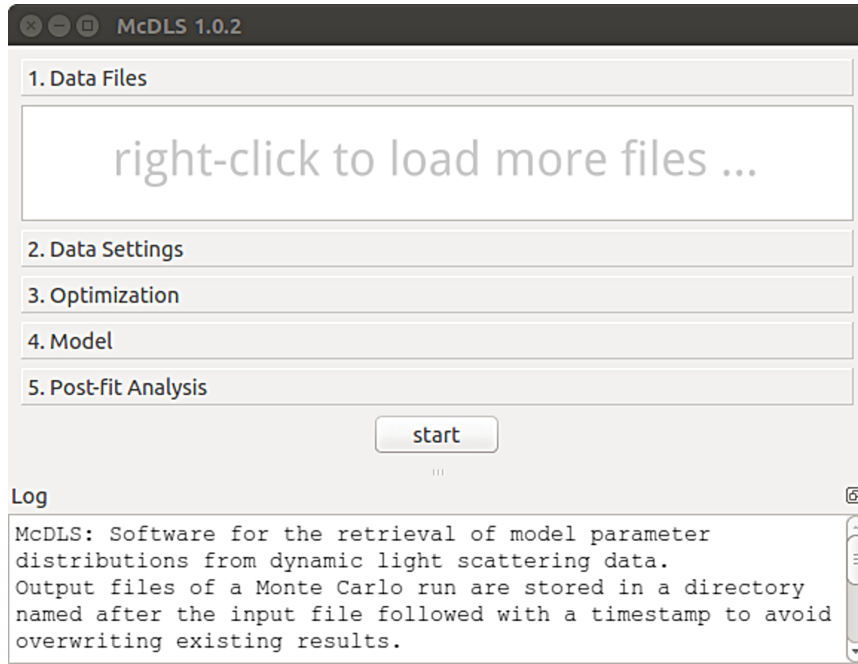 McDLS 1.0.2
1. Data Files
right-click to load more files ...
2. Data Settings
3. Optimization
4. Model
5. Post-fit Analysis
start
Log
McDLS: Software for the retrieval of model parameter
distributions from dynamic light scattering data.
Output files of a Monte Carlo run are stored in a directory
named after the input file followed with a timestamp to avoid
overwriting existing results.